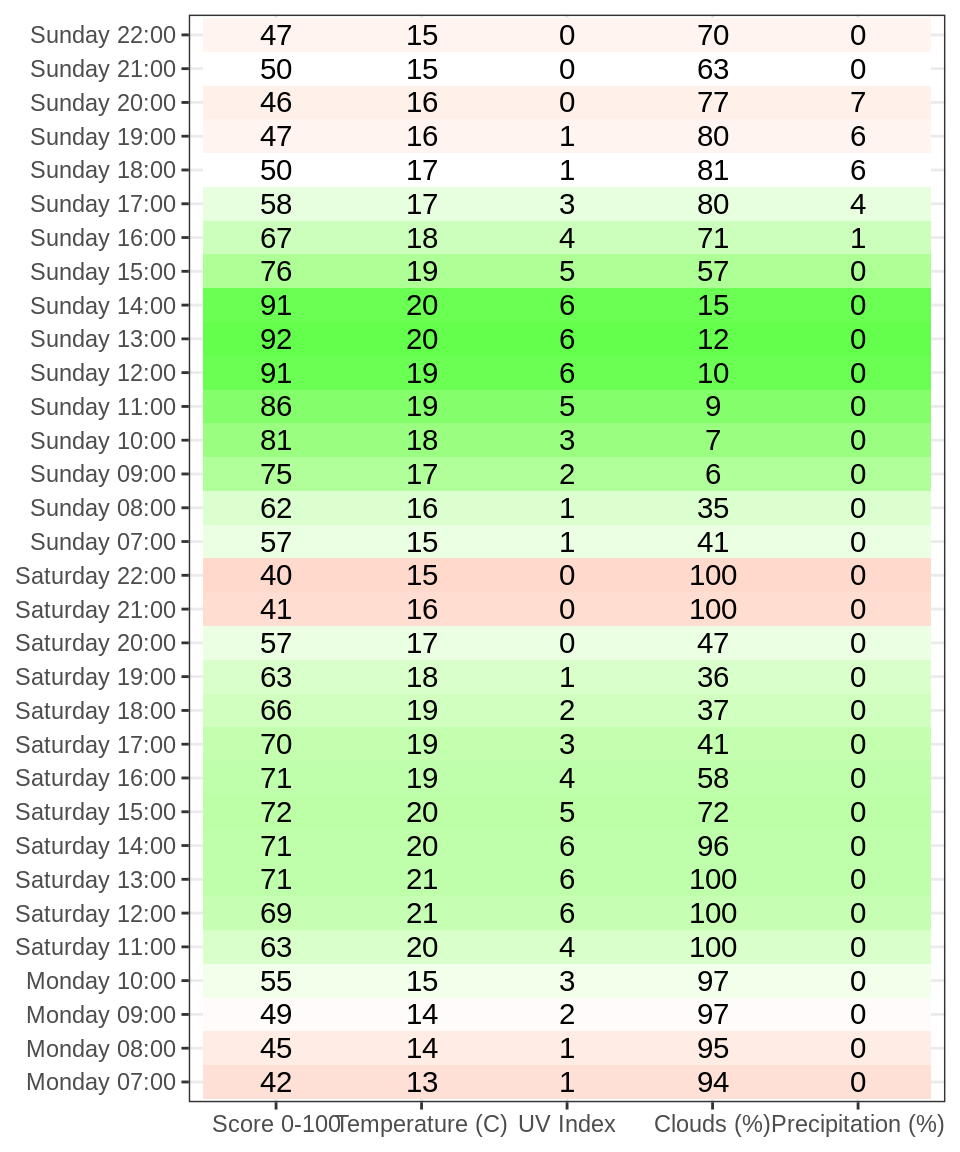 Sunday 22:00 47 15 0 70 0
Sunday 21:00 50 15 0 63 0
Sunday 20:00 46 16 0 77 7
Sunday 19:00 47 16 1 80 6
Sunday 18:00 50 17 1 81 6
Sunday 17:00 58 17 3 80 4
Sunday 16:00 67 18 4 71 1
Sunday 15:00 76 19 5 57 0
Sunday 14:00 91 20 6 15 0
Sunday 13:00 92 20 6 12 0
Sunday 12:00 91 19 6 10 0
Sunday 11:00 86 19 5 9 0
Sunday 10:00 81 18 3 7 0
Sunday 09:00 75 17 2 6 0
Sunday 08:00 62 16 1 35 0
Sunday 07:00 57 15 1 41 0
Saturday 22:00 40 15 0 100 0
Saturday 21:00 41 16 0 100 0
Saturday 20:00 57 17 0 47 0
Saturday 19:00 63 18 1 36 0
Saturday 18:00 66 19 2 37 0
Saturday 17:00 70 19 3 41 0
Saturday 16:00 71 19 4 58 0
Saturday 15:00 72 20 5 72 0
Saturday 14:00 71 20 6 96 0
Saturday 13:00 71 21 6 100 0
Saturday 12:00 69 21 6 100 0
Saturday 11:00 63 20 4 100 0
Monday 10:00 55 15 3 97 0
Monday 09:00 49 14 2 97 0
Monday 08:00 45 14 1 95 0
Monday 07:00 42 13 1 94 0
Score 0-100 Temperature (C) UV Index Clouds (%) Precipitation (%)